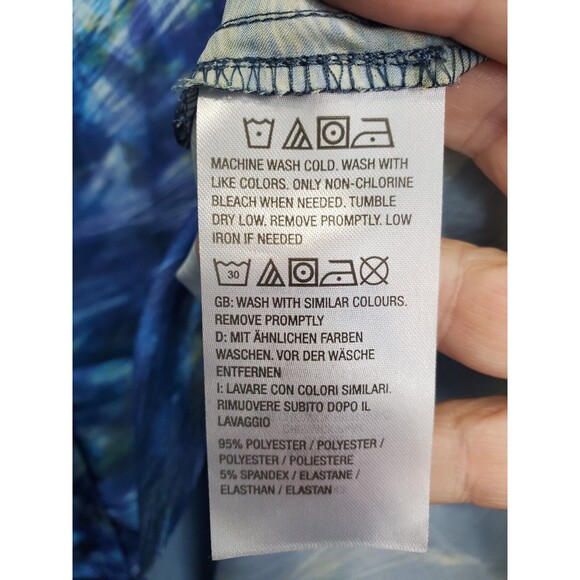 MACHINE WASH COLD. WASH WITH
LIKE COLORS. ONLY NON-CHLORINE
BLEACH WHEN NEEDED. TUMBLE
DRY LOW. REMOVE PROMPTLY. LOW
IRON IF NEEDED
30
GB: WASH WITH SIMILAR COLOURS.
REMOVE PROMPTLY
D: MIT ÄHNLICHEN FARBEN
WASCHEN. VOR DER WÄSCHE
ENTFERNEN
I: LAVARE CON COLORI SIMILARI.
RIMUOVERE SUBITO DOPO IL
LAVAGGIO
95% POLYESTER / POLYESTER /
POLYESTER / POLIESTERE
5% SPANDEX / ELASTANE /
ELASTHAN / ELASTAN